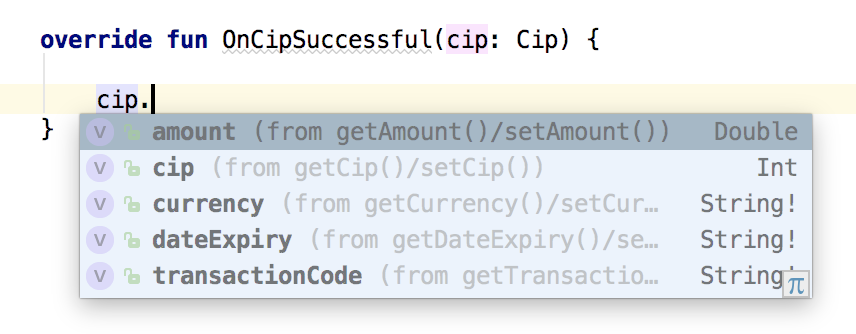 override fun OnCipSuccessful(cip: Cip) {
cip.
amount (from getAmount()/setAmount()) Double
cip (from getCip()/setCip()) Int
currency (from getCurrency()/setCur… String!
dateExpiry (from getDateExpiry()/se… String!
transactionCode (from getTransactio… String!
π
}